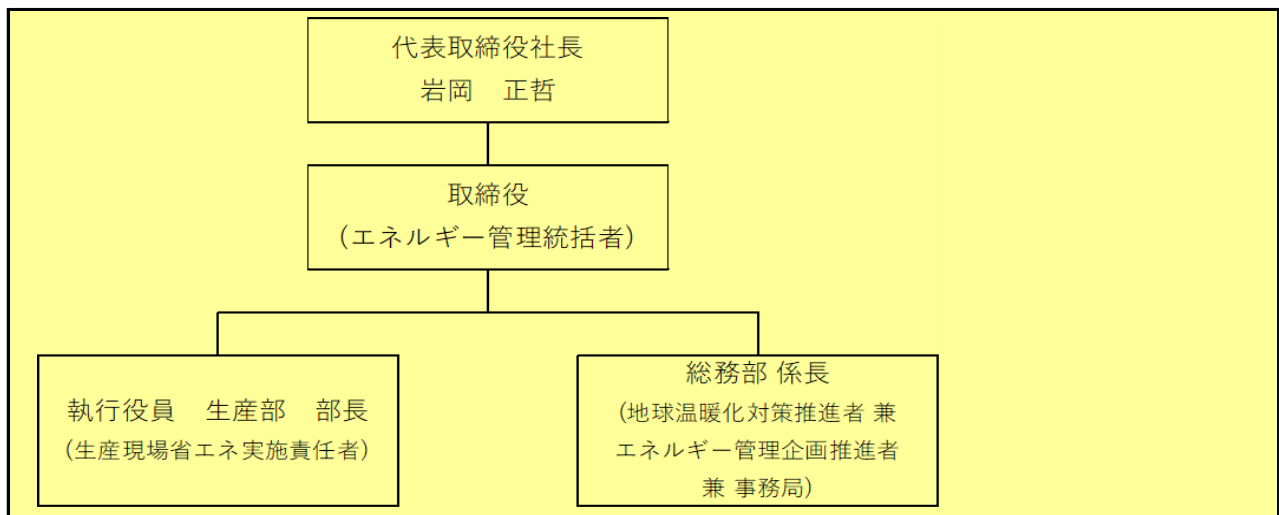 代表取締役社長
岩岡　正哲
取締役
（エネルギー管理統括者）
執行役員　生産部　部長
（生産現場省エネ実施責任者）
総務部 係長
（地球温暖化対策推進者 兼
エネルギー管理企画推進者
兼 事務局）